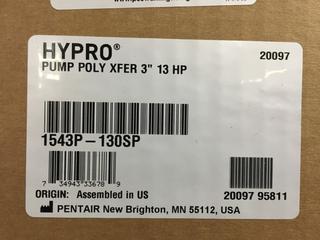 HYPRO® 20097
PUMP POLY XFER 3" 13 HP
1543P-130SP
7 34943 33678 9
ORIGIN: Assembled in US 20097 95811
PENTAIR New Brighton, MN 55112, USA